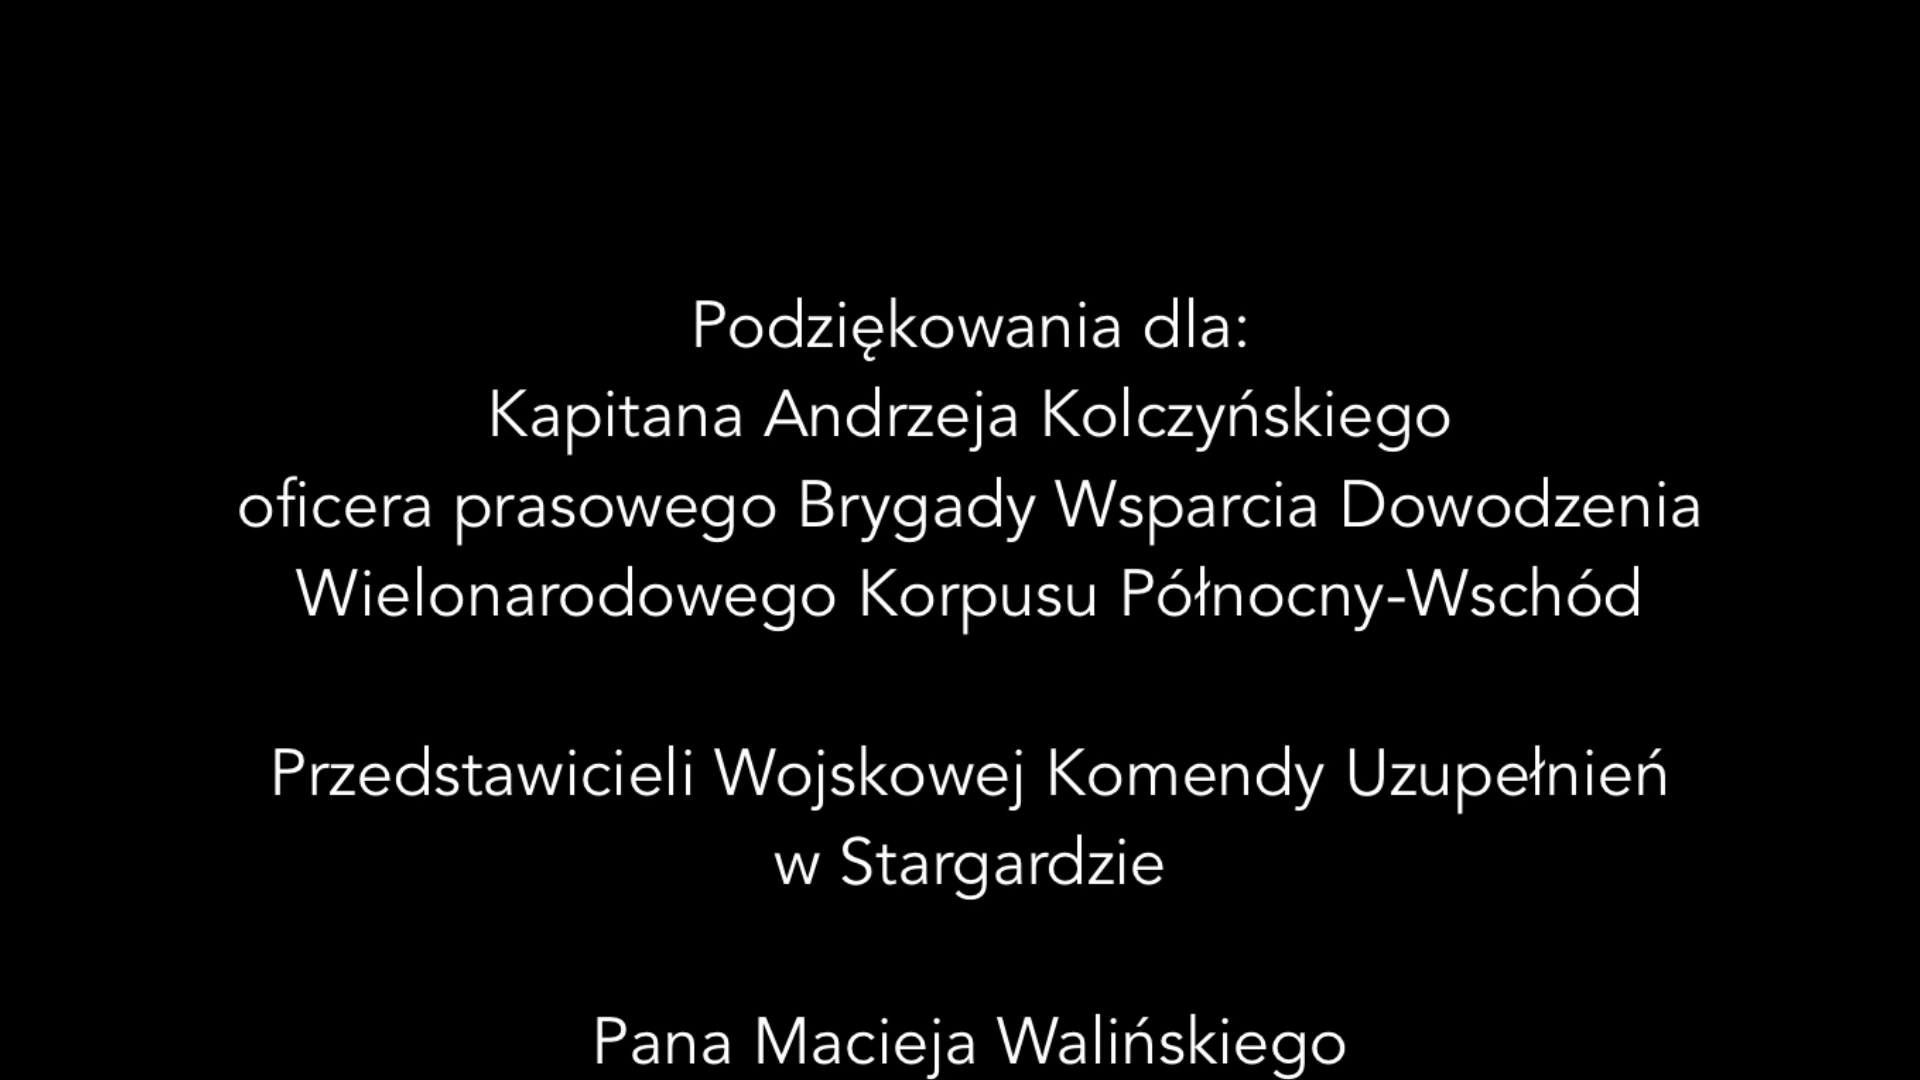 Podziękowania dla:
Kapitana Andrzeja Kolczyńskiego
oficera prasowego Brygady Wsparcia Dowodzenia
Wielonarodowego Korpusu Północny-Wschód
Przedstawicieli Wojskowej Komendy Uzupełnień
w Stargardzie
Pana Macieja Walińskiego